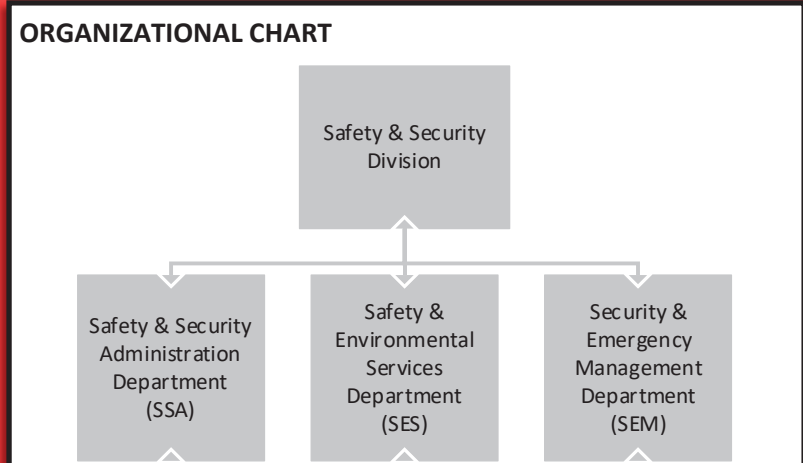 ORGANIZATIONAL CHART
Safety & Security
Division
Safety & Security
Administration
Department
(SSA)
Safety &
Environmental
Services
Department
(SES)
Security &
Emergency
Management
Department
(SEM)